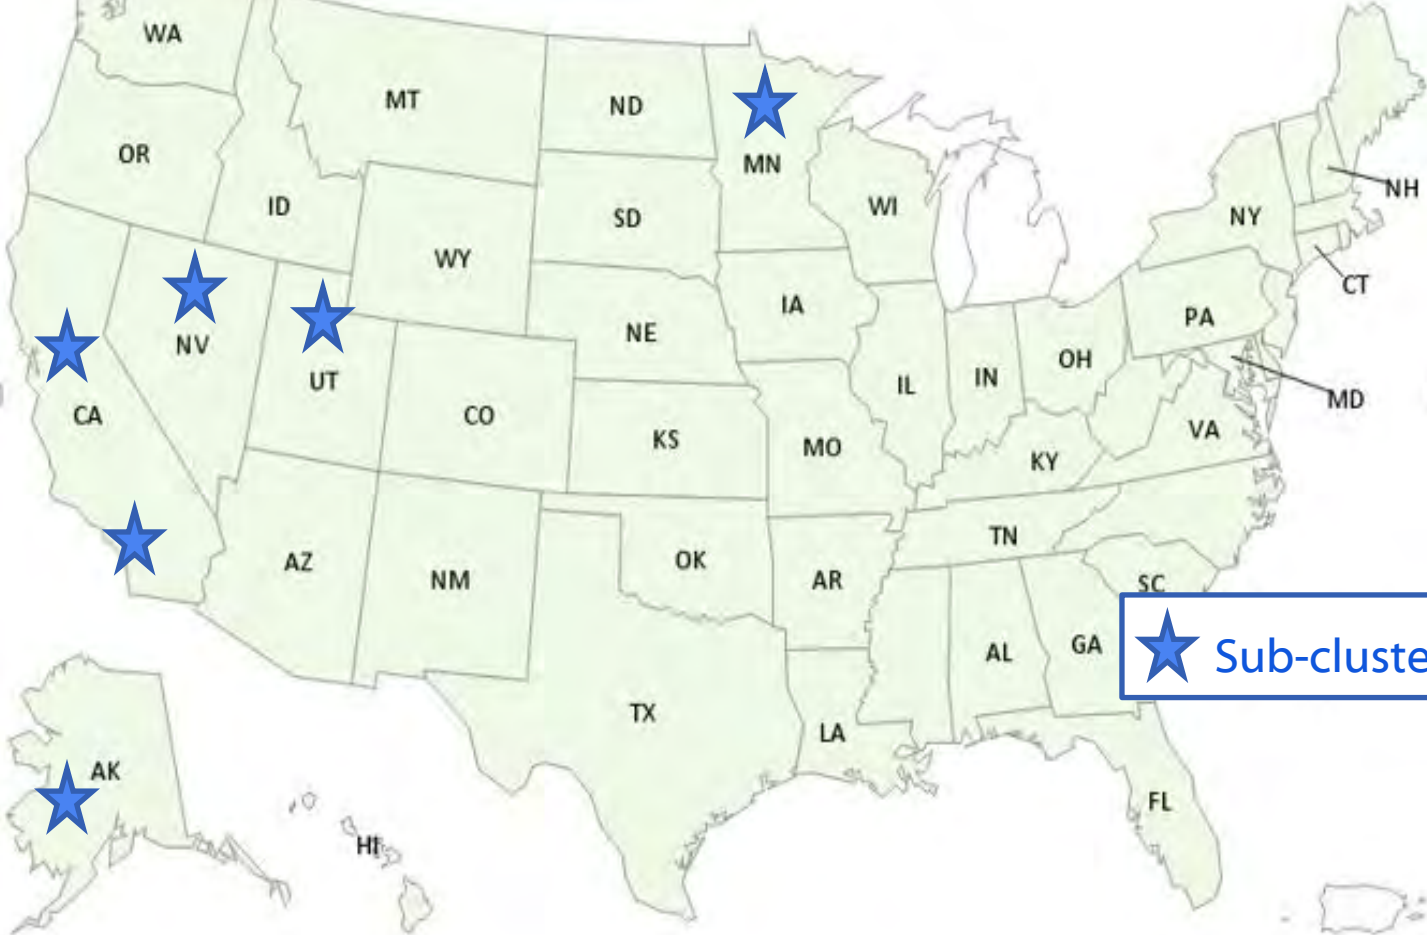 WA
MT
ND
MN
OR
ID
SD
WI
NY
NH
WY
CT
IA
PA
NE
NV
UT
CO
IL
IN
OH
MD
CA
KS
MO
KY
VA
TN
AZ
NM
OK
AR
SC
AL
GA
Sub-cluste
TX
LA
AK
FL
HI